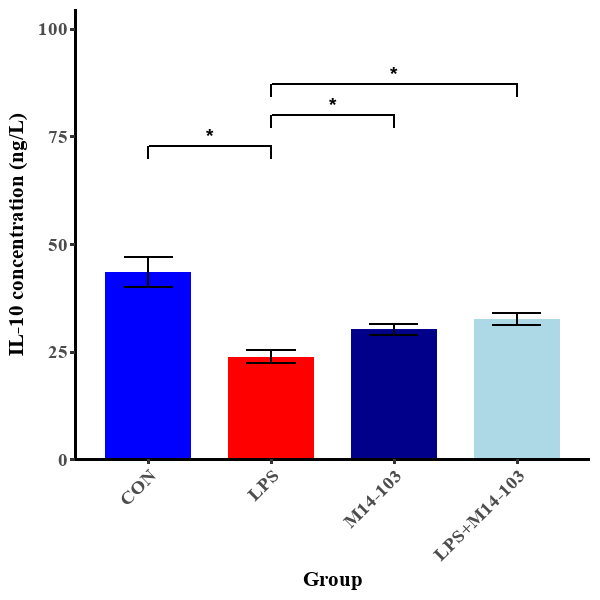 IL-10 concentration (ng/L)
100
75
50
25
0
*
*
*
CON
LPS
M14-103
LPS+M14-103
Group